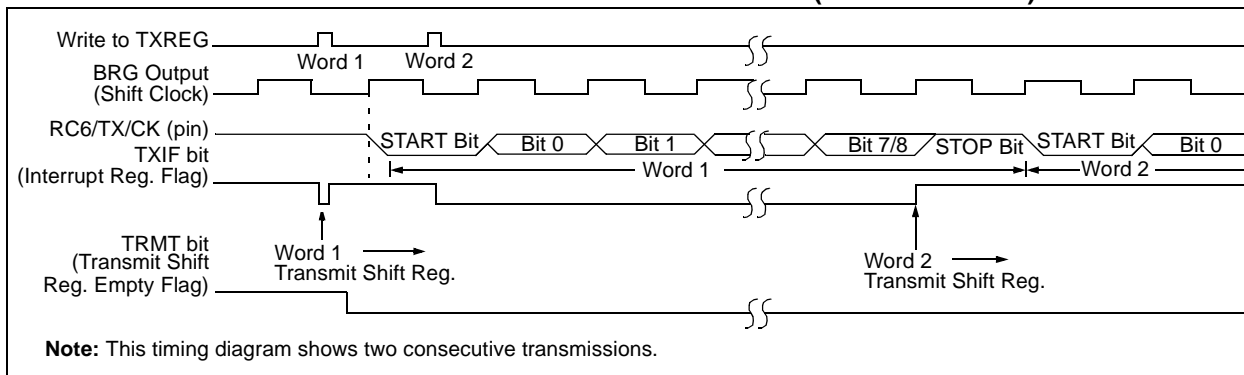 Write to TXREG
Word 1
Word 2
BRG Output
(Shift Clock)
RC6/TX/CK (pin)
START Bit
Bit 0
Bit 1
Bit 7/8
STOP Bit
START Bit
Bit 0
TXIF bit
(Interrupt Reg. Flag)
Word 1
Word 2
TRMT bit
(Transmit Shift
Reg. Empty Flag)
Word 1
Transmit Shift Reg.
Word 2
Transmit Shift Reg.
Note: This timing diagram shows two consecutive transmissions.